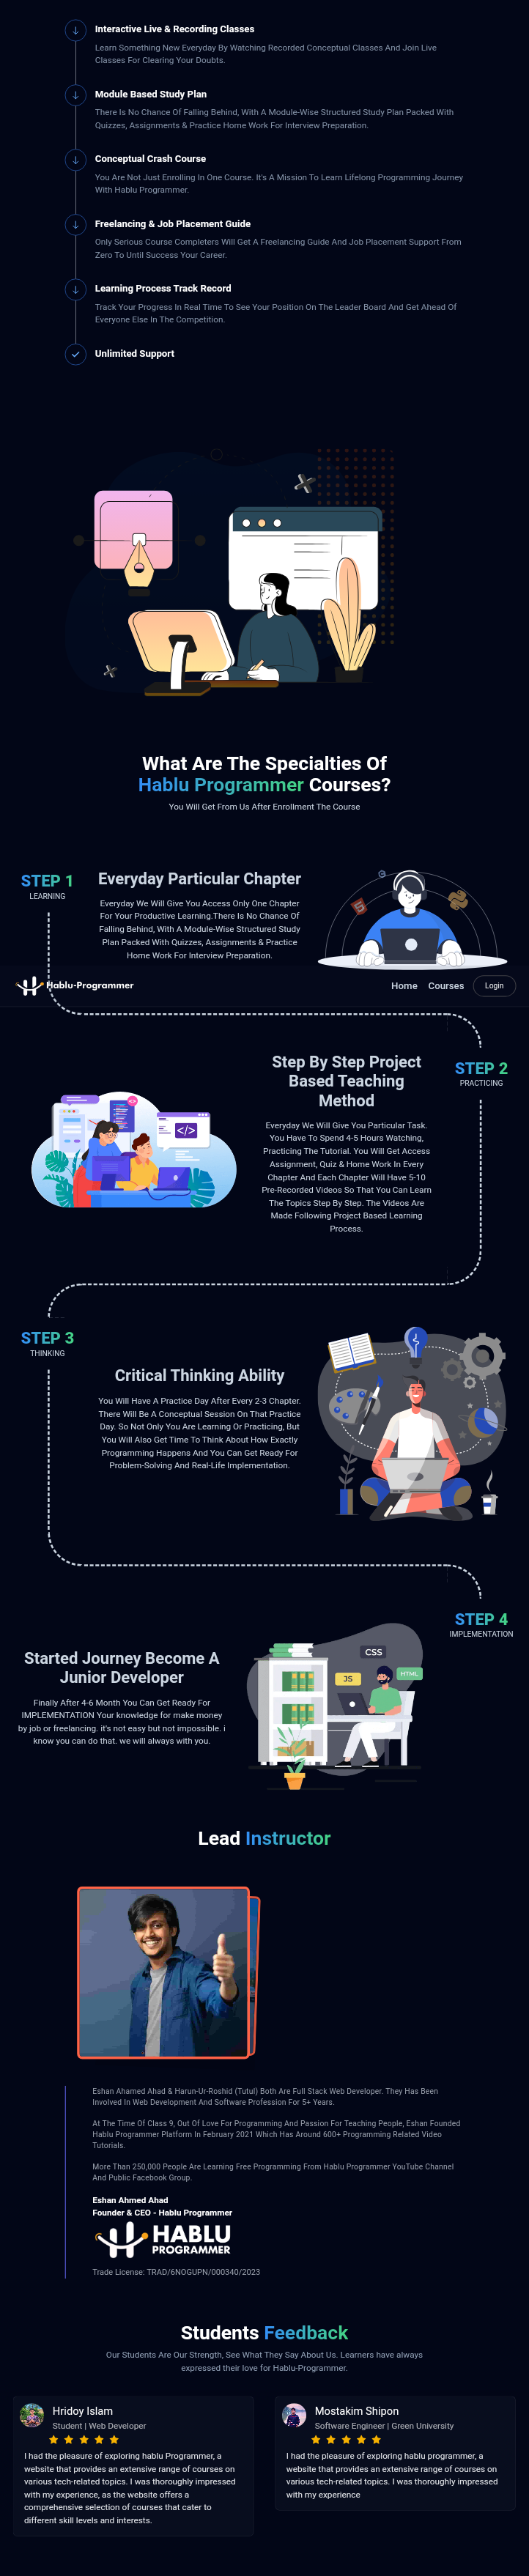 Interactive Live & Recording Classes
Learn Something New Everyday By Watching Recorded Conceptual Classes And Join Live
Classes For Clearing Your Doubts.
Module Based Study Plan
There Is No Chance Of Falling Behind, With A Module-Wise Structured Study Plan Packed With
Quizzes, Assignments & Practice Home Work For Interview Preparation.
Conceptual Crash Course
You Are Not Just Enrolling In One Course. It's A Mission To Learn Lifelong Programming Journey
With Hablu Programmer.
Freelancing & Job Placement Guide
Only Serious Course Completers Will Get A Freelancing Guide And Job Placement Support From
Zero To Until Success Your Career.
Learning Process Track Record
Track Your Progress In Real Time To See Your Position On The Leader Board And Get Ahead Of
Everyone Else In The Competition.
Unlimited Support
What Are The Specialties Of
Hablu Programmer Courses?
You Will Get From Us After Enrollment The Course
STEP 1
LEARNING
Everyday Particular Chapter
Everyday We Will Give You Access Only One Chapter
For Your Productive Learning.There Is No Chance Of
Falling Behind, With A Module-Wise Structured Study
Plan Packed With Quizzes, Assignments & Practice
Home Work For Interview Preparation.
Hablu-Programmer
Home Courses Login
Step By Step Project
Based Teaching
Method
STEP 2
PRACTICING
Everyday We Will Give You Particular Task.
You Have To Spend 4-5 Hours Watching,
Practicing The Tutorial. You Will Get Access
Assignment, Quiz & Home Work In Every
Chapter And Each Chapter Will Have 5-10
Pre-Recorded Videos So That You Can Learn
The Topics Step By Step. The Videos Are
Made Following Project Based Learning
Process.
</>
</>
STEP 3
THINKING
Critical Thinking Ability
You Will Have A Practice Day After Every 2-3 Chapter.
There Will Be A Conceptual Session On That Practice
Day. So Not Only You Are Learning Or Practicing, But
You Will Also Get Time To Think About How Exactly
Programming Happens And You Can Get Ready For
Problem-Solving And Real-Life Implementation.
STEP 4
IMPLEMENTATION
Started Journey Become A
Junior Developer
Finally After 4-6 Month You Can Get Ready For
IMPLEMENTATION Your knowledge for make money
by job or freelancing. it's not easy but not impossible. i
know you can do that. we will always with you.
CSS
JS
HTML
Lead Instructor
Eshan Ahamed Ahad & Harun-Ur-Roshid (Tutul) Both Are Full Stack Web Developer. They Has Been
Involved In Web Development And Software Profession For 5+ Years.
At The Time Of Class 9, Out Of Love For Programming And Passion For Teaching People, Eshan Founded
Hablu Programmer Platform In February 2021 Which Has Around 600+ Programming Related Video
Tutorials.
More Than 250,000 People Are Learning Free Programming From Hablu Programmer YouTube Channel
And Public Facebook Group.
Eshan Ahmed Ahad
Founder & CEO - Hablu Programmer
HABLU
PROGRAMMER
Trade License: TRAD/6NOGUPN/000340/2023
Students Feedback
Our Students Are Our Strength, See What They Say About Us. Learners have always
expressed their love for Hablu-Programmer.
Hridoy Islam
Student | Web Developer
I had the pleasure of exploring hablu Programmer, a
website that provides an extensive range of courses on
various tech-related topics. I was thoroughly impressed
with my experience, as the website offers a
comprehensive selection of courses that cater to
different skill levels and interests.
Mostakim Shipon
Software Engineer | Green University
I had the pleasure of exploring hablu programmer, a
website that provides an extensive range of courses on
various tech-related topics. I was thoroughly impressed
with my experience